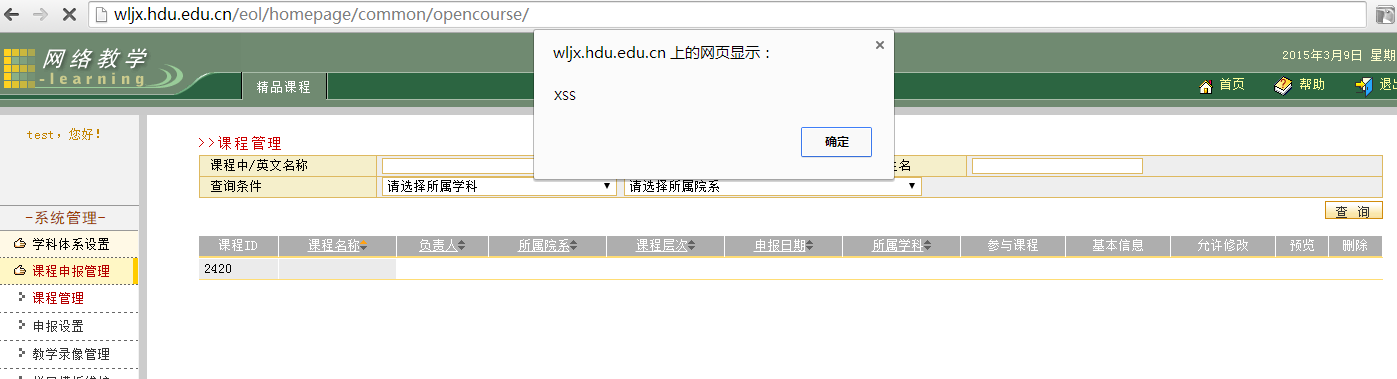 wljx.hdu.edu.cn/eol/homepage/common/opencourse/
wljx.hdu.edu.cn 上的网页显示：
xss
确定
网络教学
-learning
精品课程
2015年3月9日 星期
首页 帮助 退出
test，您好！
-系统管理-
学科体系设置
课程申报管理
课程管理
申报设置
教学录像管理
>>课程管理
课程中/英文名称 名
查询条件 请选择所属学科 请选择所属院系
查 询
课程ID 课程名称 负责人 所属院系 课程层次 申报日期 所属学科 参与课程 基本信息 允许修改 预览 删除
2420